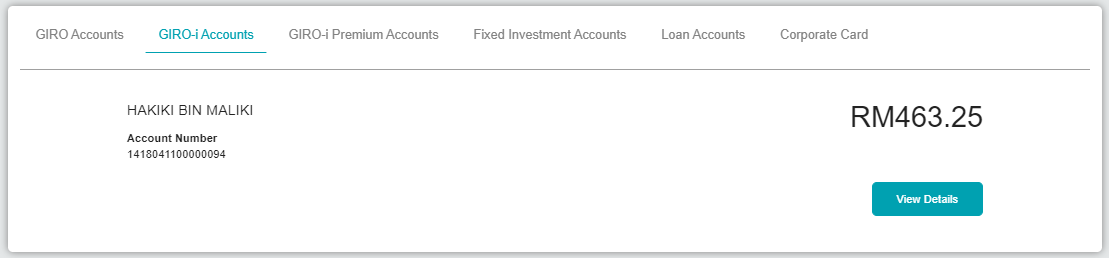 GIRO Accounts GIRO-i Accounts GIRO-i Premium Accounts Fixed Investment Accounts Loan Accounts Corporate Card
HAKIKI BIN MALIKI
RM463.25
Account Number
1418041100000094
View Details